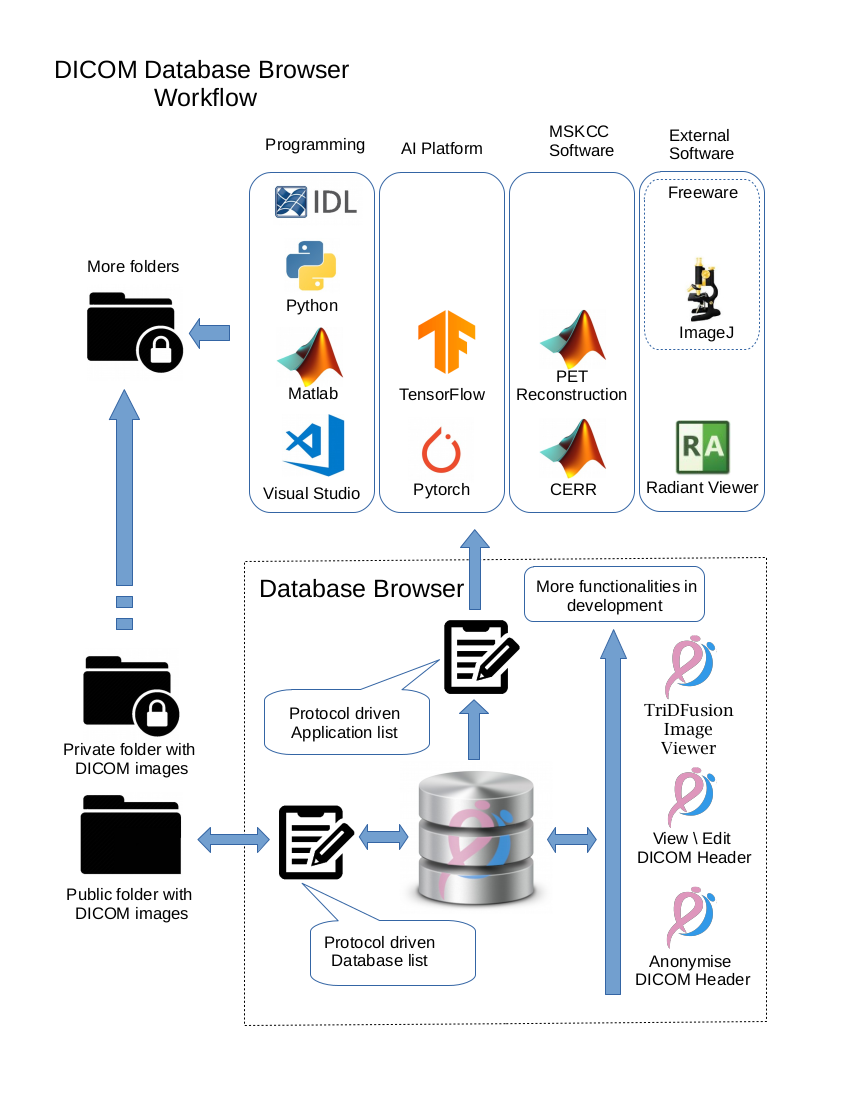 DICOM Database Browser
Workflow
Programming
AI Platform
MSKCC
Software
External
Software
IDL
Python
Matlab
Visual Studio
TensorFlow
Pytorch
PET
Reconstruction
CERR
Freeware
ImageJ
RA
Radiant Viewer
More folders
Database Browser
More functionalities in
development
Protocol driven
Application list
TriDFusion
Image
Viewer
View \ Edit
DICOM Header
Anonymise
DICOM Header
Private folder with
DICOM images
Public folder with
DICOM images
Protocol driven
Database list